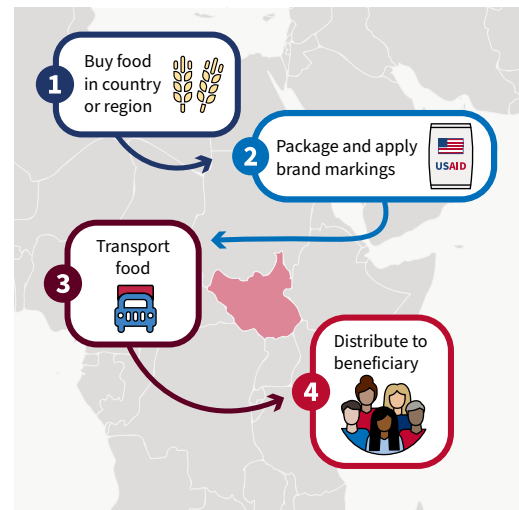 1
Buy food
in country
or region
2
Package and apply
brand markings
USAID
3
Transport
food
4
Distribute to
beneficiary